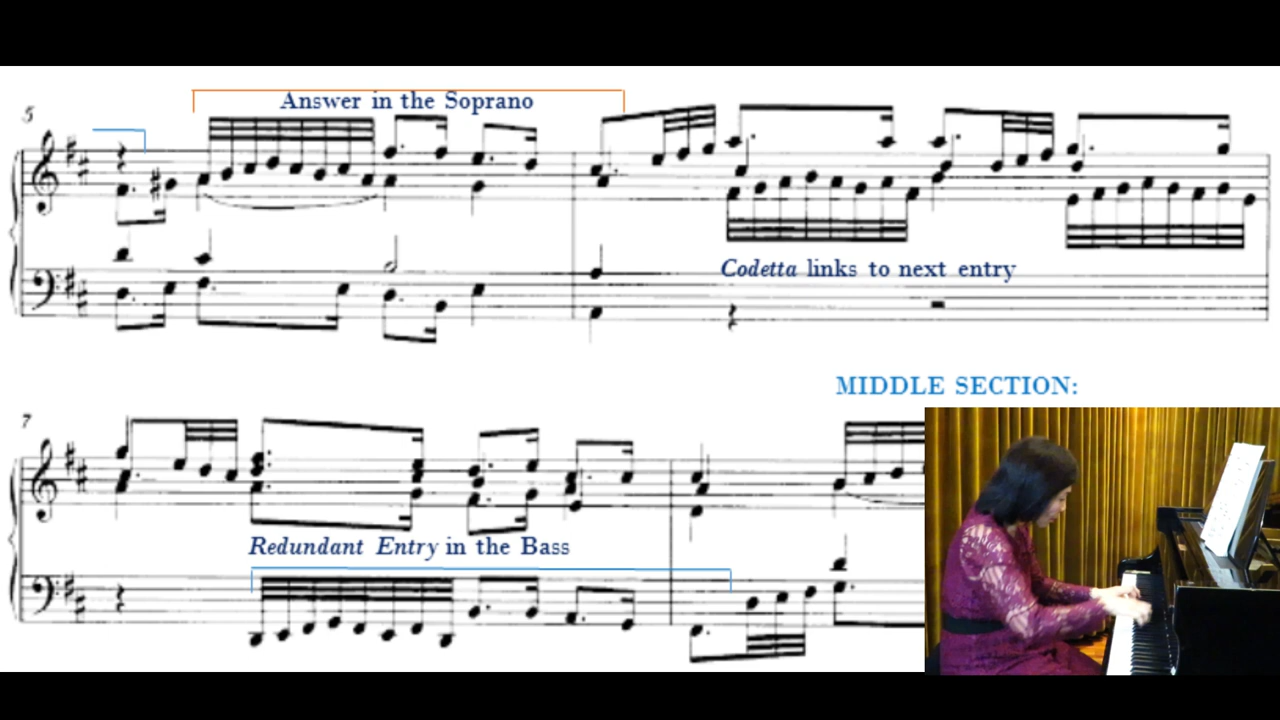 Answer in the Soprano
5
Codetta links to next entry
MIDDLE SECTION:
7
Redundant Entry in the Bass